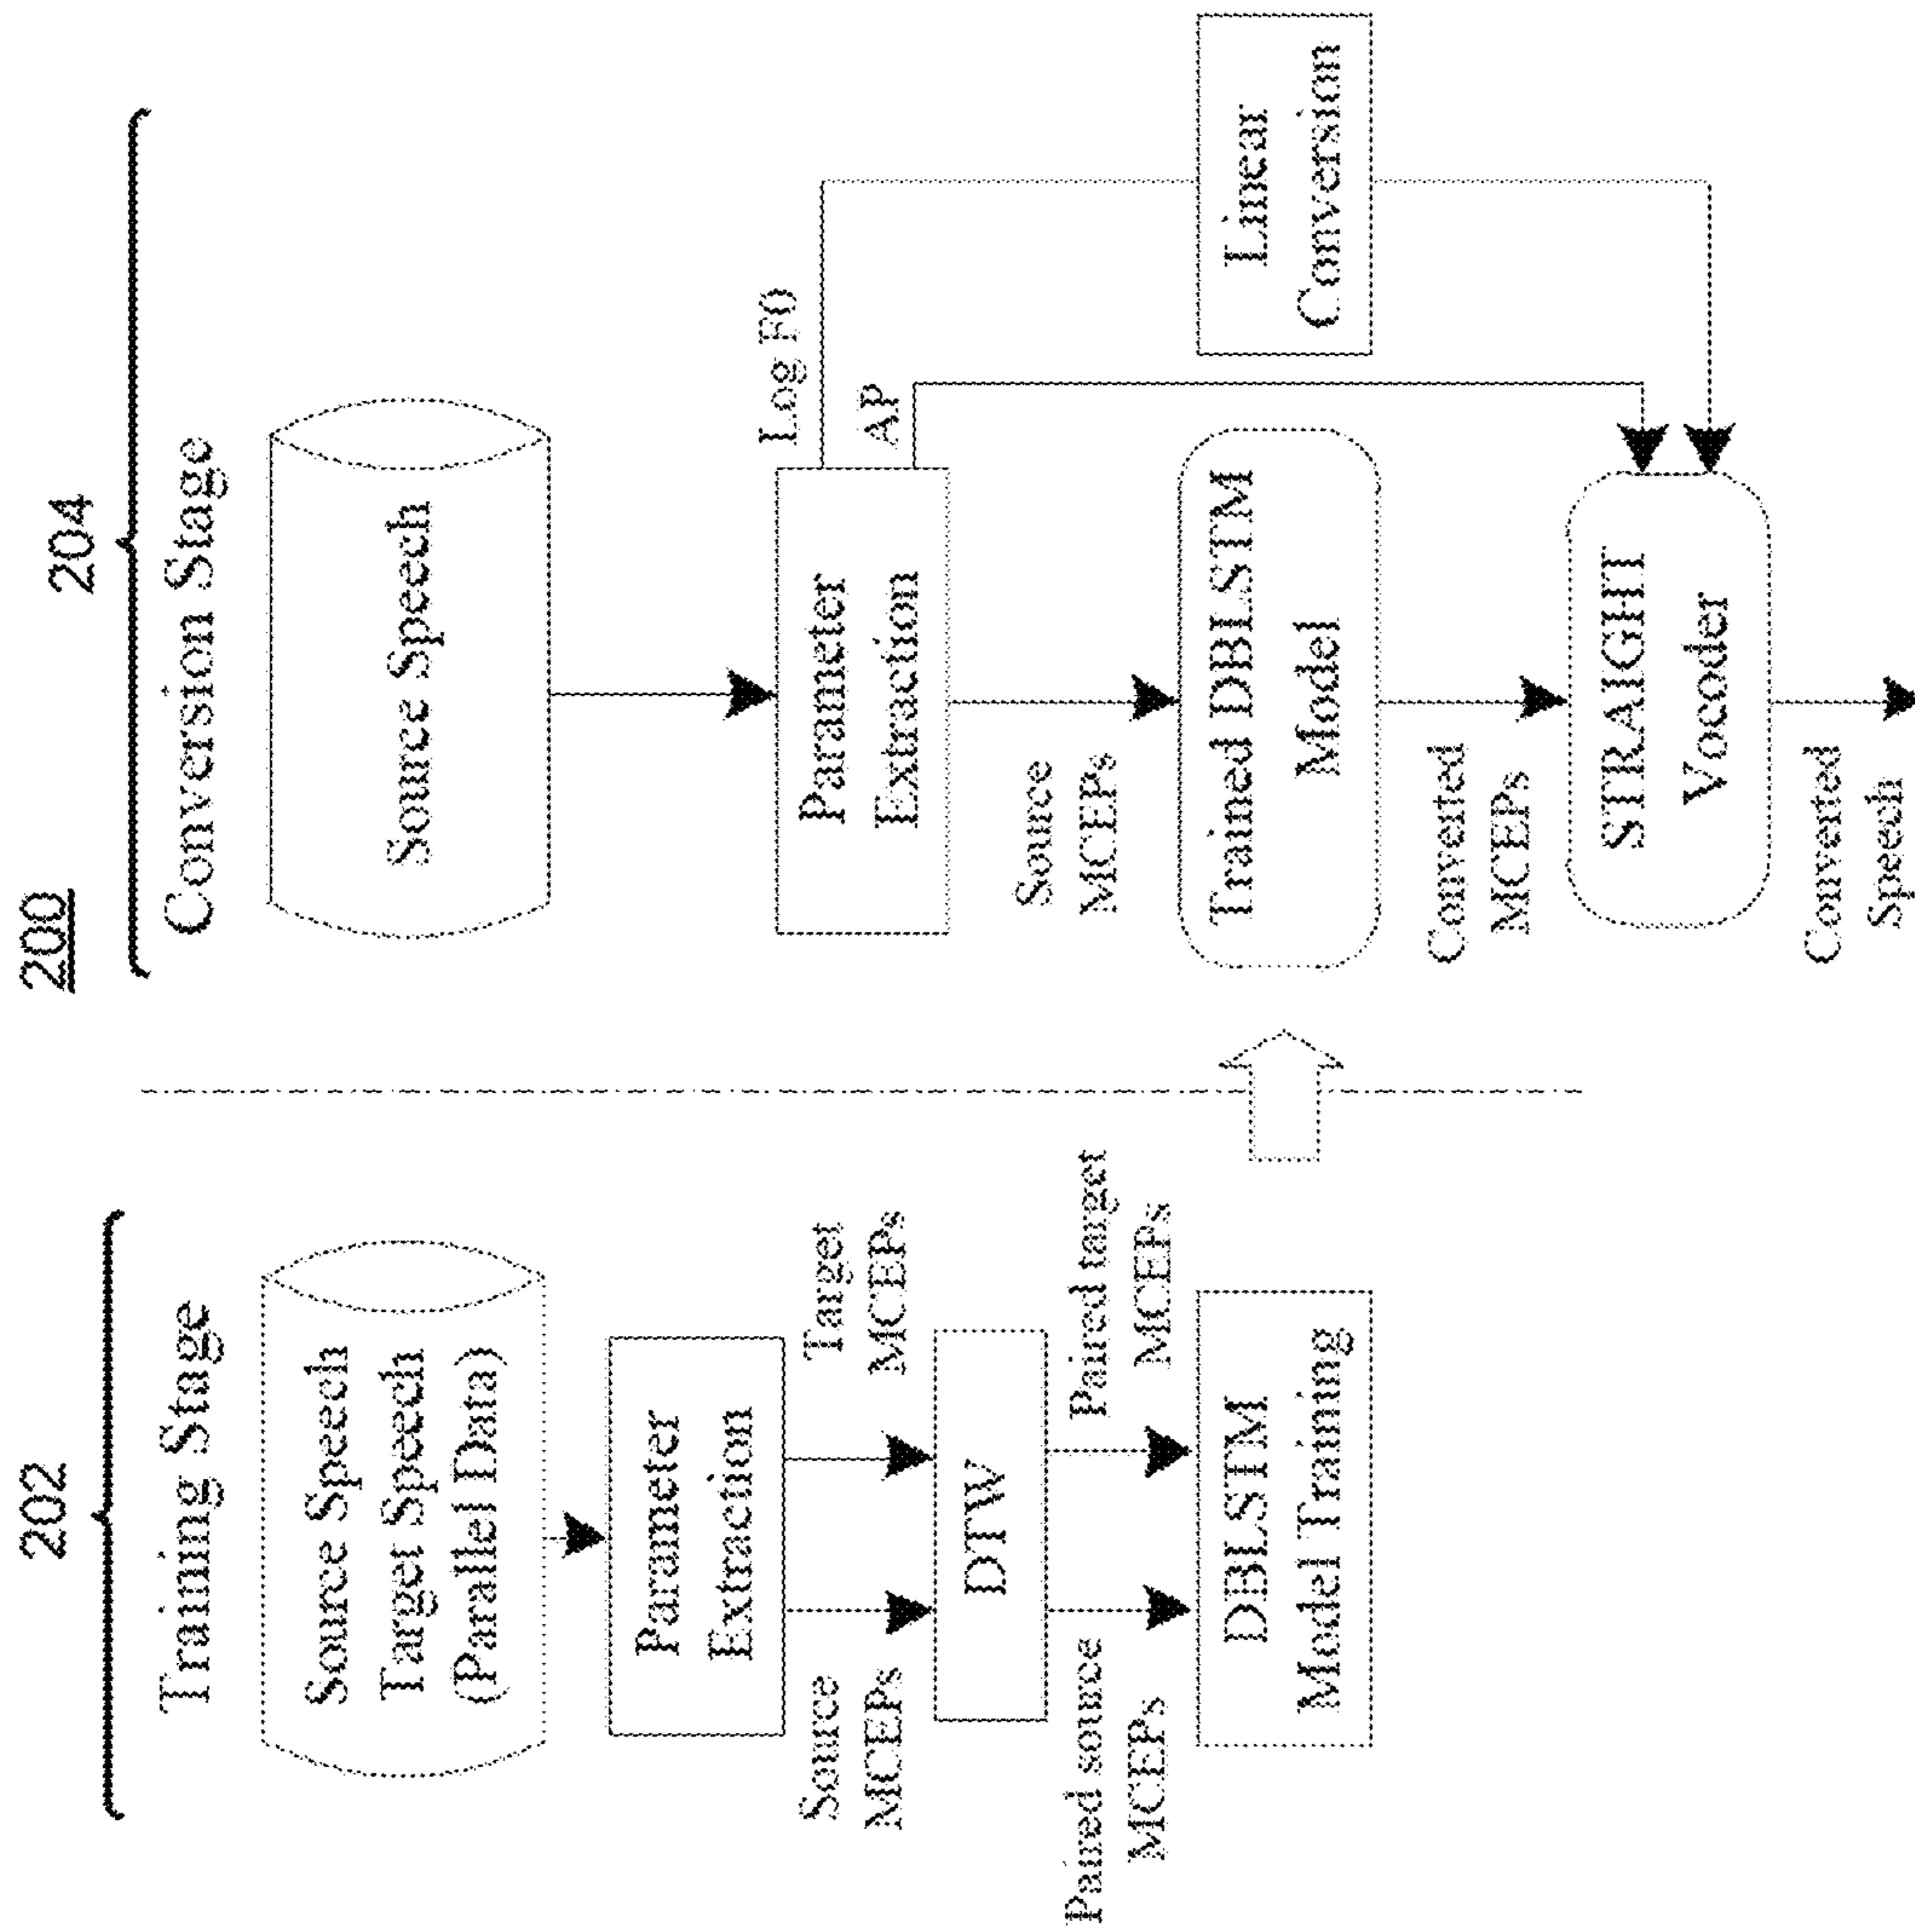 200
202
Training Stage
Source Speech
Target Speech
(Parallel Data)
Parameter
Extraction
Source
MCEPs
Target
MCEPs
DTW
Paired source
MCEPs
Paired target
MCEPs
DBLSTM
Model Training
204
Conversion Stage
Source Speech
Parameter
Extraction
Log F0
AP
Source
MCEPs
Trained DBLSTM
Model
Linear
Conversion
Converted
MCEPs
STRAIGHT
Vocoder
Converted
Speech